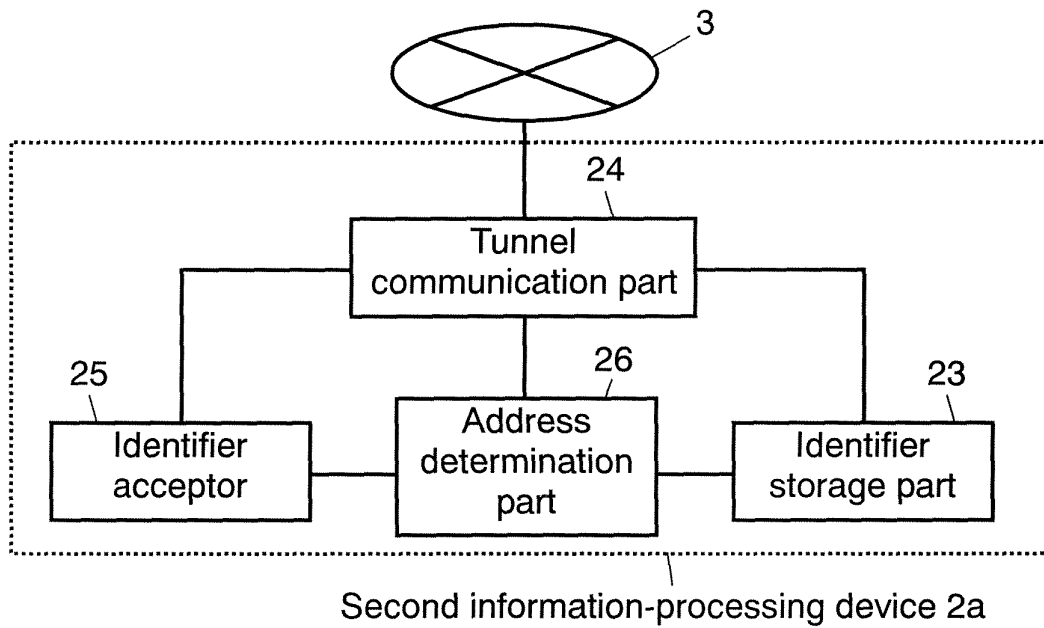 3
24
Tunnel
communication part
25
26
23
Identifier
acceptor
Address
determination
part
Identifier
storage part
Second information-processing device 2a